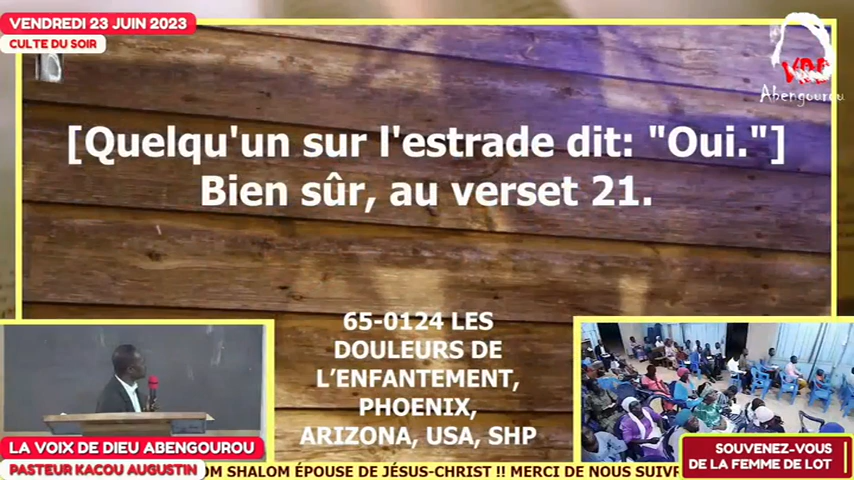 VENDREDI 23 JUIN 2023
CULTE DU SOIR
Abengourou
[Quelqu'un sur l'estrade dit: "Oui."]
Bien sûr, au verset 21.
65-0124 LES
DOULEURS DE
L'ENFANTEMENT,
PHOENIX,
ARIZONA, USA, SHP
LA VOIX DE DIEU ABENGOUROU
PASTEUR KACOU AUGUSTIN
SOUVENEZ-VOUS
DE LA FEMME DE LOT
OM SHALOM ÉPOUSE DE JÉSUS-CHRIST !! MERCI DE NOUS SUIVR